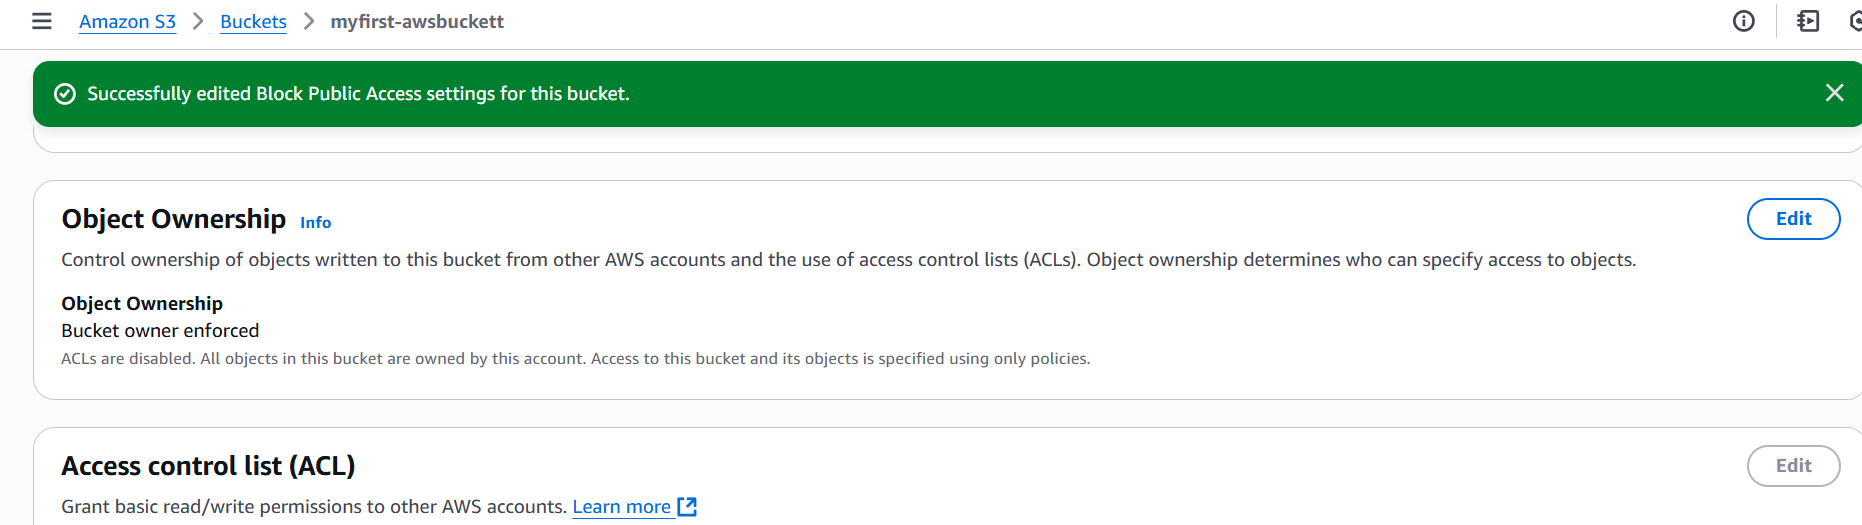 Amazon S3 > Buckets > myfirst-awsbuckett
Successfully edited Block Public Access settings for this bucket.
Object Ownership Info
Edit
Control ownership of objects written to this bucket from other AWS accounts and the use of access control lists (ACLs). Object ownership determines who can specify access to objects.
Object Ownership
Bucket owner enforced
ACLs are disabled. All objects in this bucket are owned by this account. Access to this bucket and its objects is specified using only policies.
Access control list (ACL)
Edit
Grant basic read/write permissions to other AWS accounts. Learn more